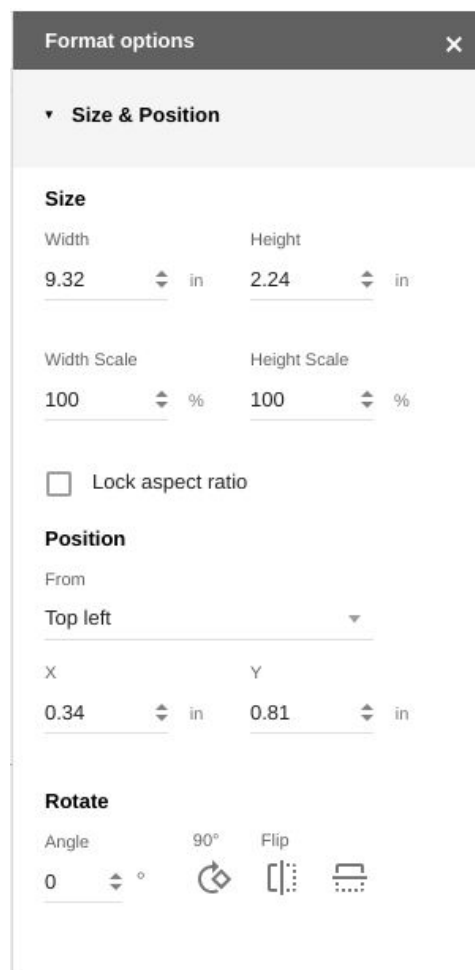 Format options
Size & Position
Size
Width Height
9.32 in 2.24 in
Width Scale Height Scale
100 % 100 %
Lock aspect ratio
Position
From
Top left
X Y
0.34 in 0.81 in
Rotate
Angle 90° Flip
0 °